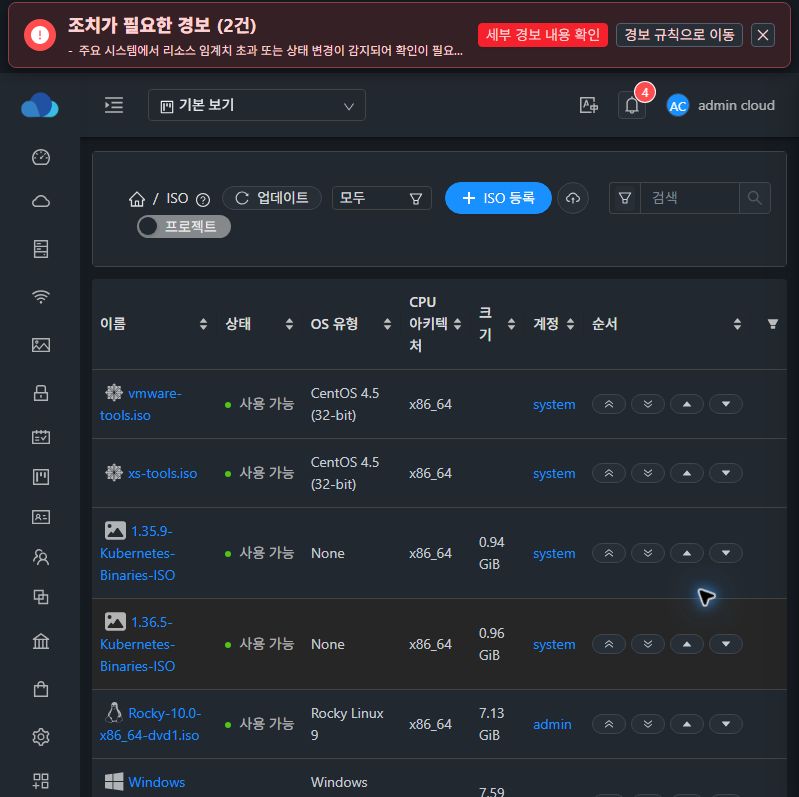 조치가 필요한 경보 (2건)
- 주요 시스템에서 리소스 임계치 초과 또는 상태 변경이 감지되어 확인이 필요...
세부 경보 내용 확인
경보 규칙으로 이동
기본 보기
4
AC
admin cloud
/ ISO
업데이트
모두
+ ISO 등록
검색
프로젝트
이름
상태
OS 유형
CPU
아키텍
처
크
기
계정
순서
vmware-
tools.iso
사용 가능
CentOS 4.5
(32-bit)
x86_64
system
xs-tools.iso
사용 가능
CentOS 4.5
(32-bit)
x86_64
system
1.35.9-
Kubernetes-
Binaries-ISO
사용 가능
None
x86_64
0.94
GiB
system
1.36.5-
Kubernetes-
Binaries-ISO
사용 가능
None
x86_64
0.96
GiB
system
Rocky-10.0-
x86_64-dvd1.iso
사용 가능
Rocky Linux
9
x86_64
7.13
GiB
admin
Windows
Windows
7.59